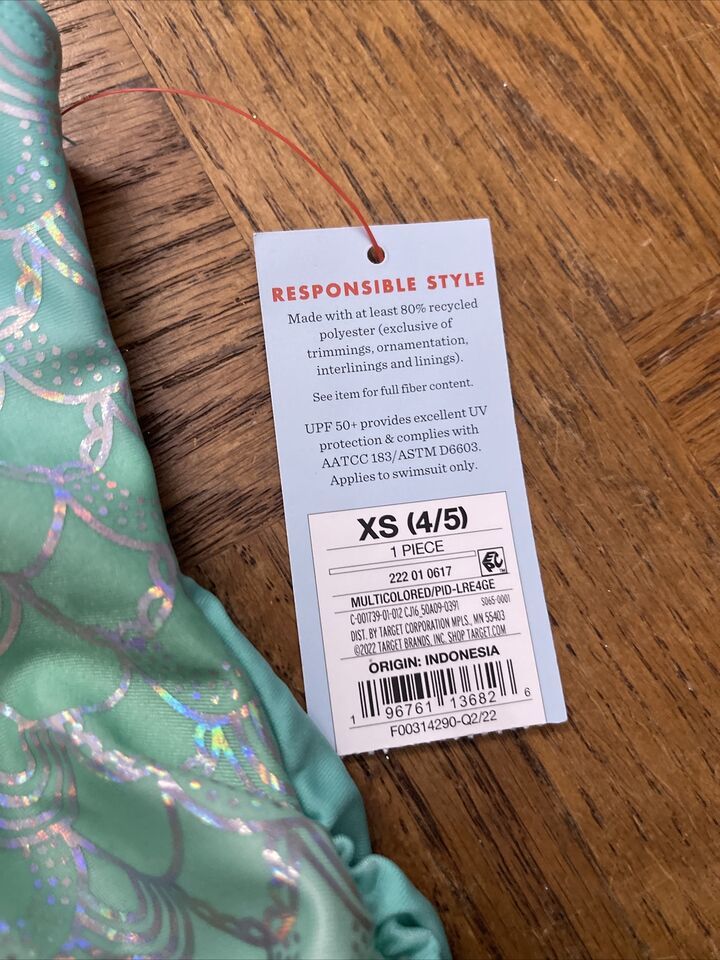 RESPONSIBLE STYLE
Made with at least 80% recycled
polyester (exclusive of
trimmings, ornamentation,
interlinings and linings).
See item for full fiber content.
UPF 50+ provides excellent UV
protection & complies with
AATCC 183/ASTM D6603.
Applies to swimsuit only.
XS (4/5)
1 PIECE
EPC TM
222 01 0617
MULTICOLORED/PID-LRE4GE
C-001739-01-012 CJ16_50A09-0391 S065-0001
DIST. BY TARGET CORPORATION MPLS., MN 55403
©2022 TARGET BRANDS, INC. SHOP TARGET.COM
ORIGIN: INDONESIA
1 96761 13682 6
F00314290-Q2/22